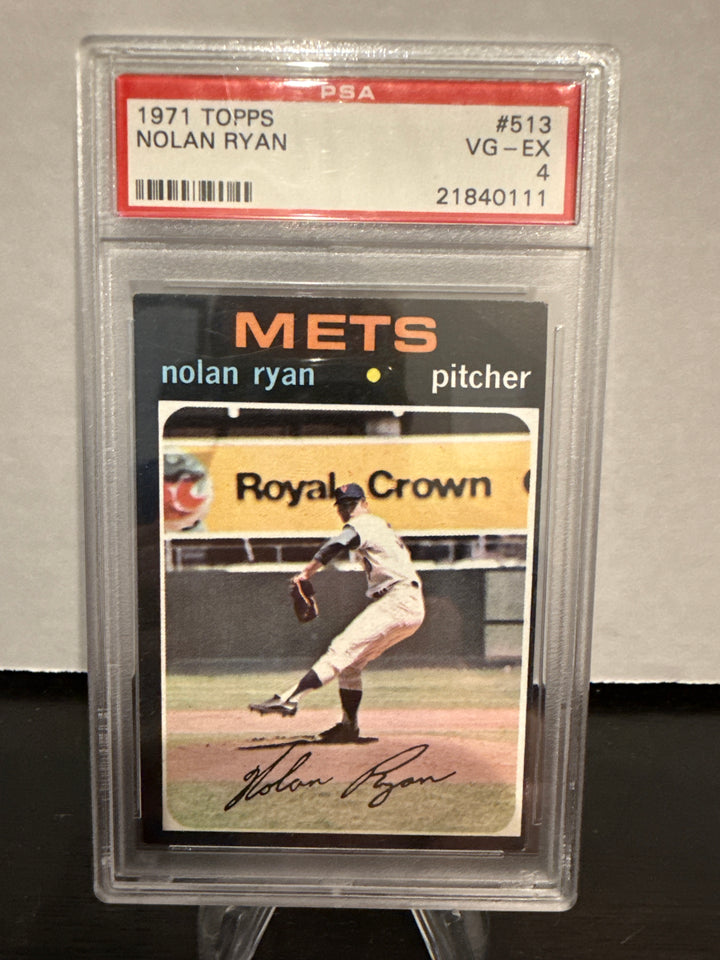 PSA
1971 TOPPS #513
NOLAN RYAN VG-EX
4
21840111
METS
nolan ryan • pitcher
Royal Crown
Nolan Ryan